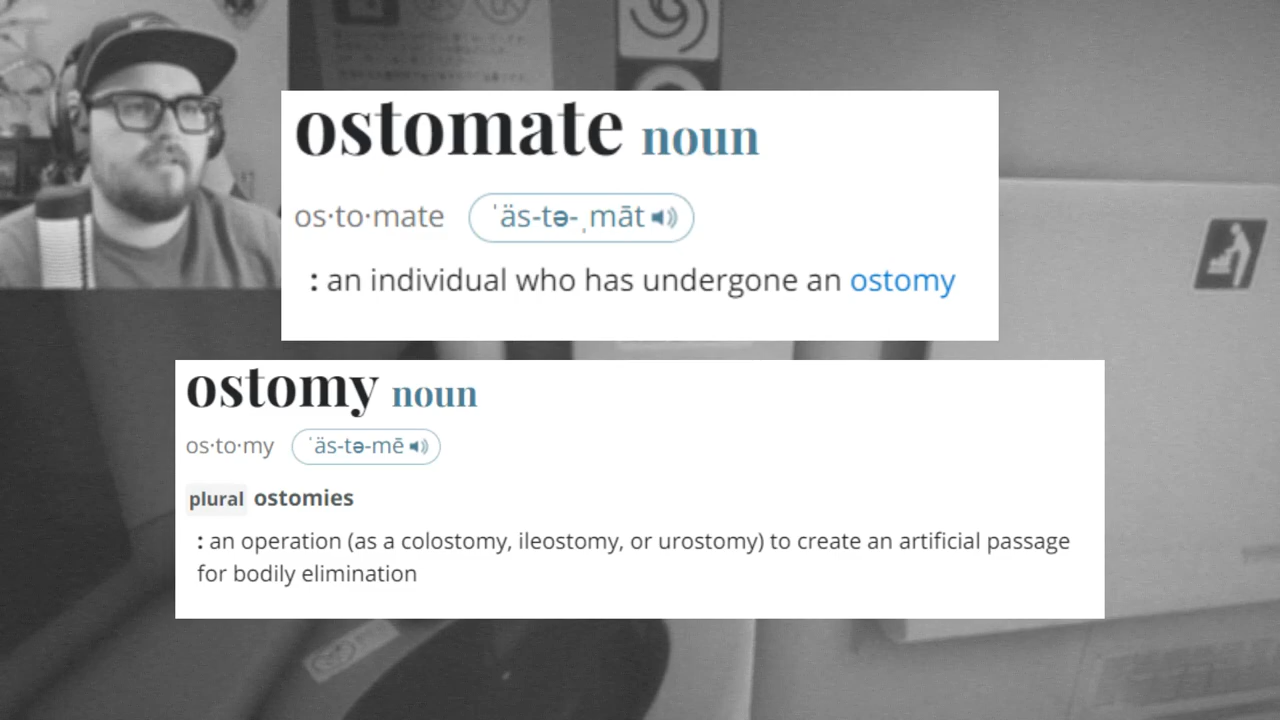 ostomate noun
os·to·mate ˈäs-tə-ˌmāt
: an individual who has undergone an ostomy
ostomy noun
os·to·my ˈäs-tə-mē
plural ostomies
: an operation (as a colostomy, ileostomy, or urostomy) to create an artificial passage
for bodily elimination